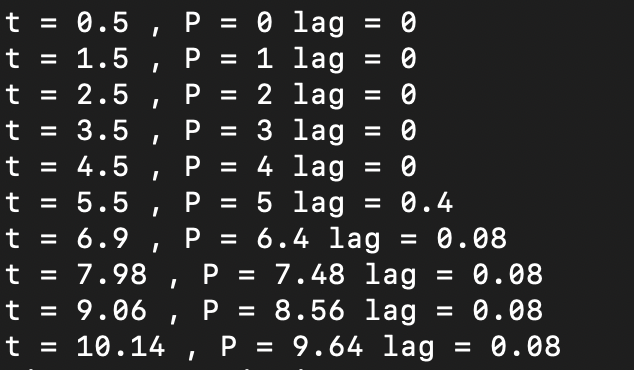 t = 0.5 , P = 0 lag = 0
t = 1.5 , P = 1 lag = 0
t = 2.5 , P = 2 lag = 0
t = 3.5 , P = 3 lag = 0
t = 4.5 , P = 4 lag = 0
t = 5.5 , P = 5 lag = 0.4
t = 6.9 , P = 6.4 lag = 0.08
t = 7.98 , P = 7.48 lag = 0.08
t = 9.06 , P = 8.56 lag = 0.08
t = 10.14 , P = 9.64 lag = 0.08